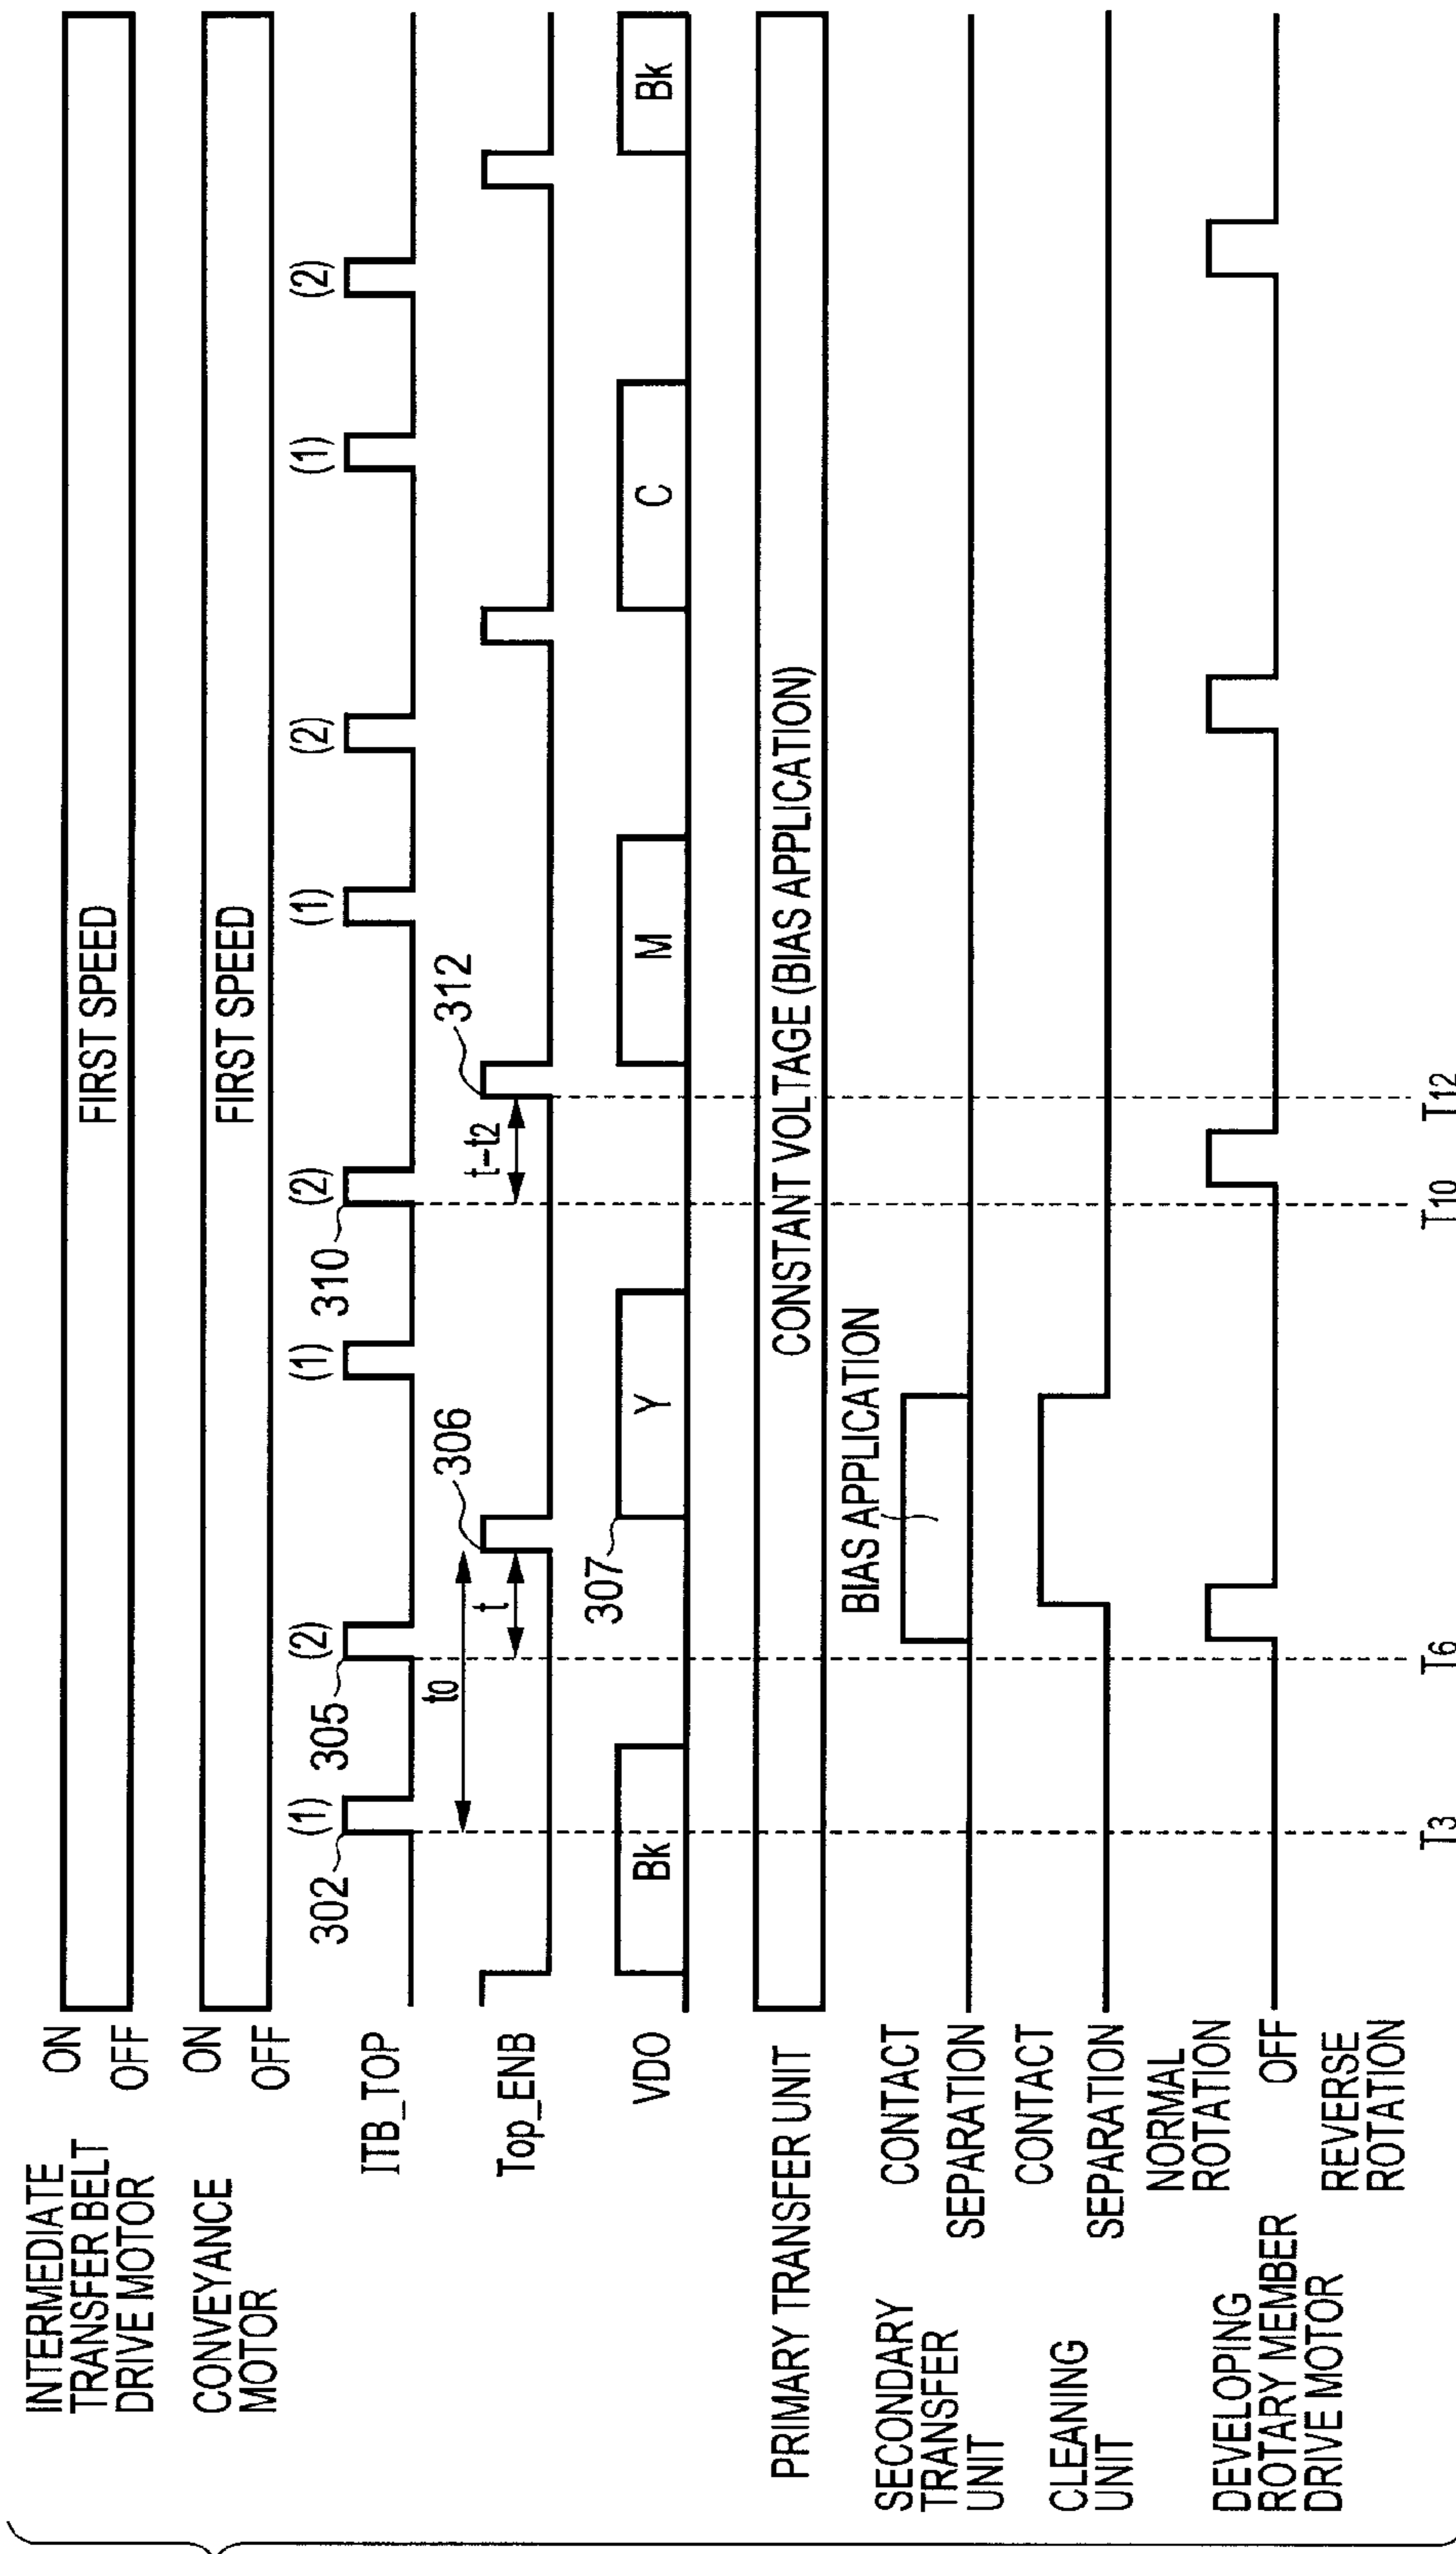 INTERMEDIATE
TRANSFER BELT
DRIVE MOTOR
ON
OFF
FIRST SPEED
CONVEYANCE
MOTOR
ON
OFF
FIRST SPEED
ITB_TOP
302
(1)
305
(2)
(1)
310
(2)
(1)
(2)
(1)
(2)
Top_ENB
t0
t
306
t-t2
312
VDO
Bk
307
Y
M
C
Bk
PRIMARY TRANSFER UNIT
CONSTANT VOLTAGE (BIAS APPLICATION)
SECONDARY
TRANSFER
UNIT
CONTACT
SEPARATION
BIAS APPLICATION
CLEANING
UNIT
CONTACT
SEPARATION
DEVELOPING
ROTARY MEMBER
DRIVE MOTOR
NORMAL
ROTATION
OFF
REVERSE
ROTATION
T3
T6
T10
T12